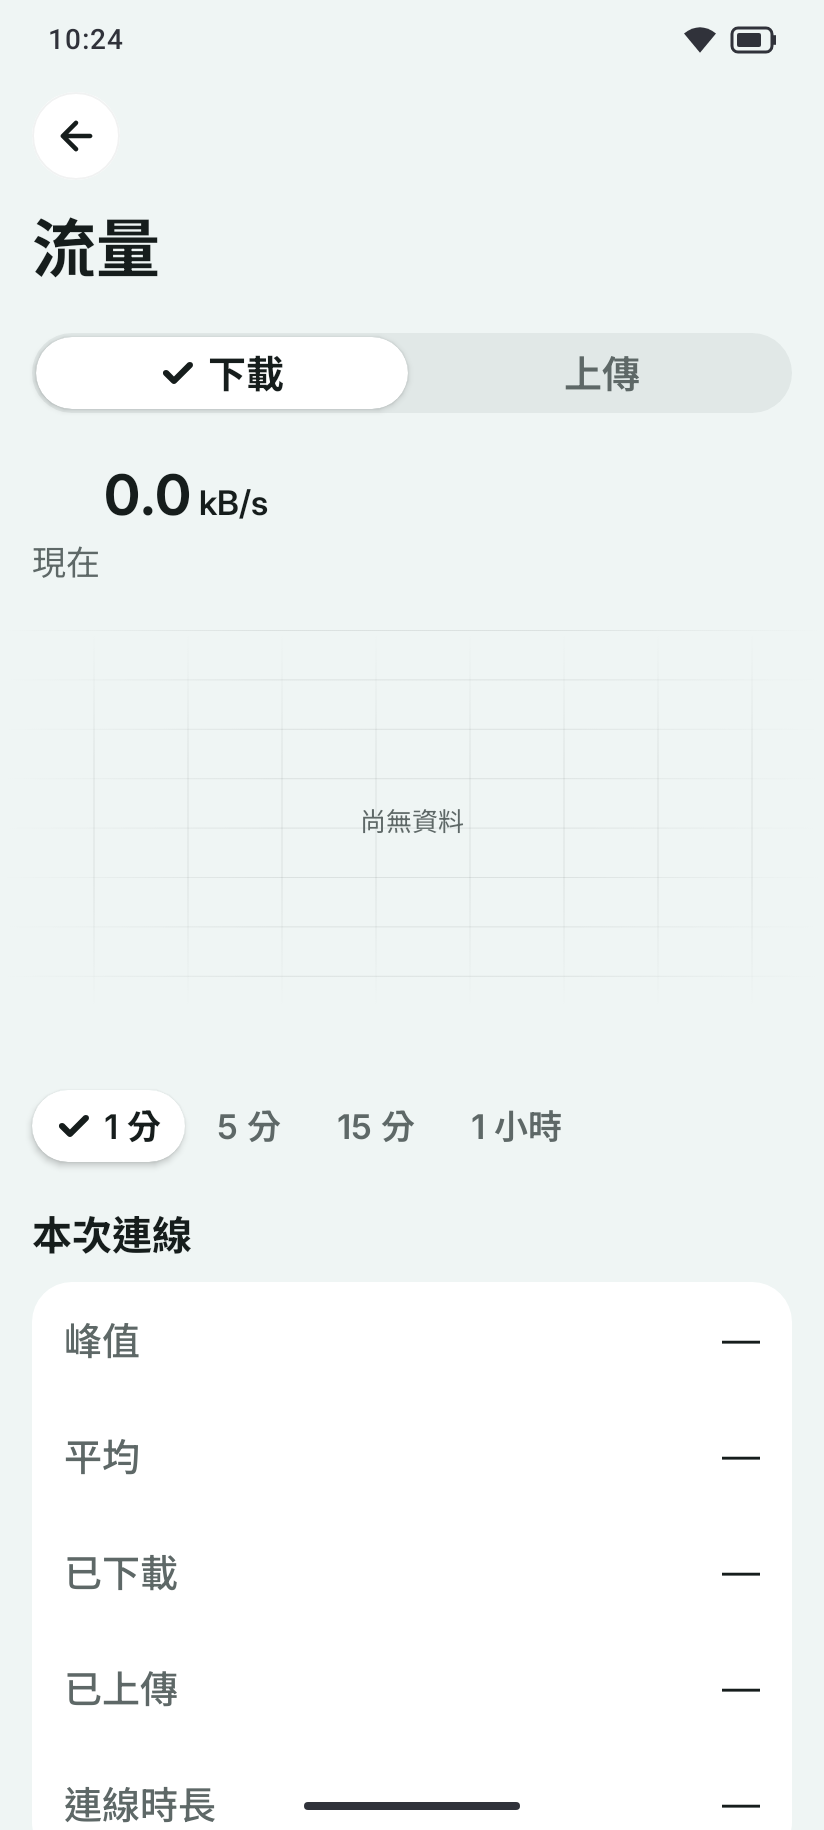 10:24
流量
下載
上傳
0.0 kB/s
現在
尚無資料
1 分
5 分
15 分
1 小時
本次連線
峰值
—
平均
—
已下載
—
已上傳
—
連線時長
—